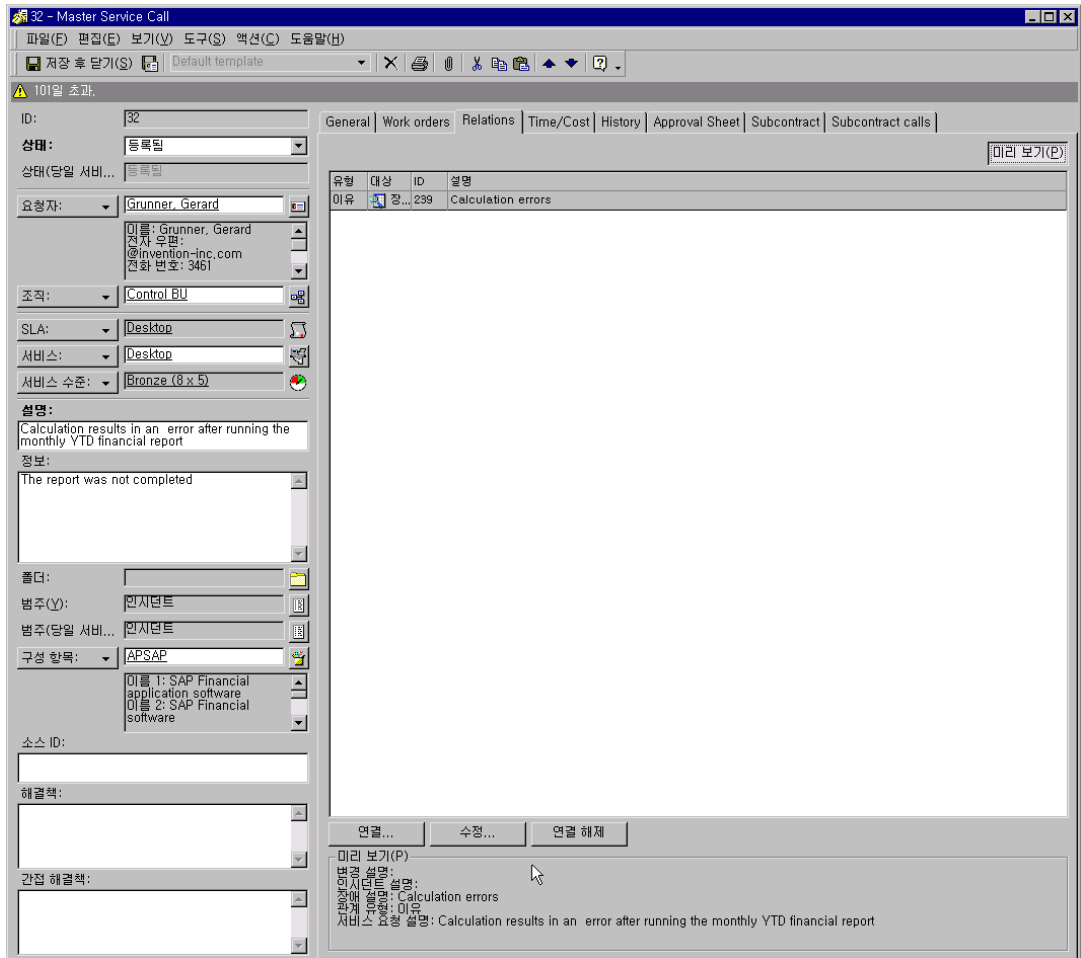 32 - Master Service Call
파일(F) 편집(E) 보기(V) 도구(S) 액션(C) 도움말(H)
저장 후 닫기(S) Default template
101일 초과.
ID: 32
상태: 등록됨
상태(당일 서비... 등록됨
요청자: Grunner, Gerard
이름: Grunner, Gerard
전자 우편:
@invention-inc.com
전화 번호: 3461
조직: Control BU
SLA: Desktop
서비스: Desktop
서비스 수준: Bronze (8 x 5)
설명:
Calculation results in an error after running the
monthly YTD financial report
정보:
The report was not completed
폴더:
범주(Y): 인시던트
범주(당일 서비... 인시던트
구성 항목: APSAP
이름 1: SAP Financial
application software
이름 2: SAP Financial
software
소스 ID:
해결책:
간접 해결책:
General Work orders Relations Time/Cost History Approval Sheet Subcontract Subcontract calls
미리 보기(P)
유형 대상 ID 설명
이유 장... 239 Calculation errors
연결... 수정... 연결 해제
미리 보기(P)
변경 설명:
인시던트 설명:
장애 설명: Calculation errors
관계 유형: 이유
서비스 요청 설명: Calculation results in an error after running the monthly YTD financial report